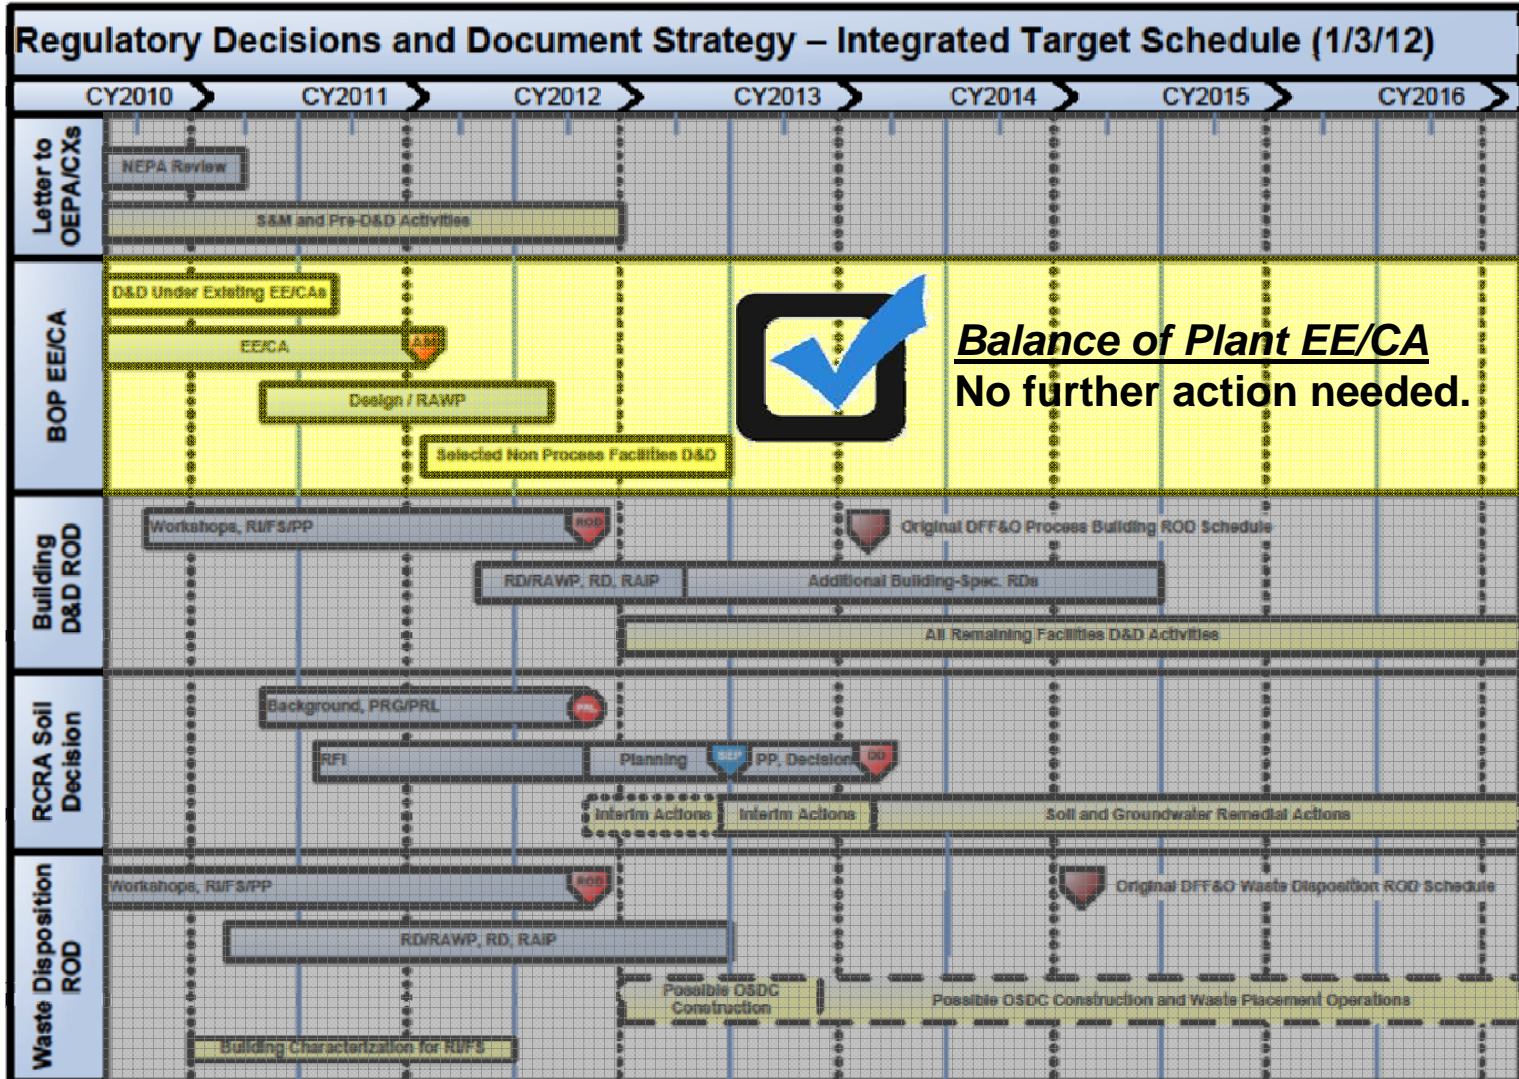 Regulatory Decisions and Document Strategy – Integrated Target Schedule (1/3/12)
CY2010
CY2011
CY2012
CY2013
CY2014
CY2015
CY2016
Letter to
OEPA/CXs
NEPA Review
S&M and Pre-D&D Activities
BOP EE/CA
D&D Under Existing EE/CAs
EE/CA
AM
Design / RAWP
Selected Non Process Facilities D&D
Balance of Plant EE/CA
No further action needed.
Building
D&D ROD
Workshops, RI/FS/PP
ROD
Original DFF&O Process Building ROD Schedule
RD/RAWP, RD, RAIP
Additional Building-Spec. RDs
All Remaining Facilities D&D Activities
RCRA Soil
Decision
Background, PRG/PRL
PRL
RFI
Planning
SEP
PP, Decision
DD
Interim Actions
Interim Actions
Soil and Groundwater Remedial Actions
Waste Disposition
ROD
Workshops, RI/FS/PP
ROD
Original DFF&O Waste Disposition ROD Schedule
RD/RAWP, RD, RAIP
Possible OSDC
Construction
Possible OSDC Construction and Waste Placement Operations
Building Characterization for RI/FS